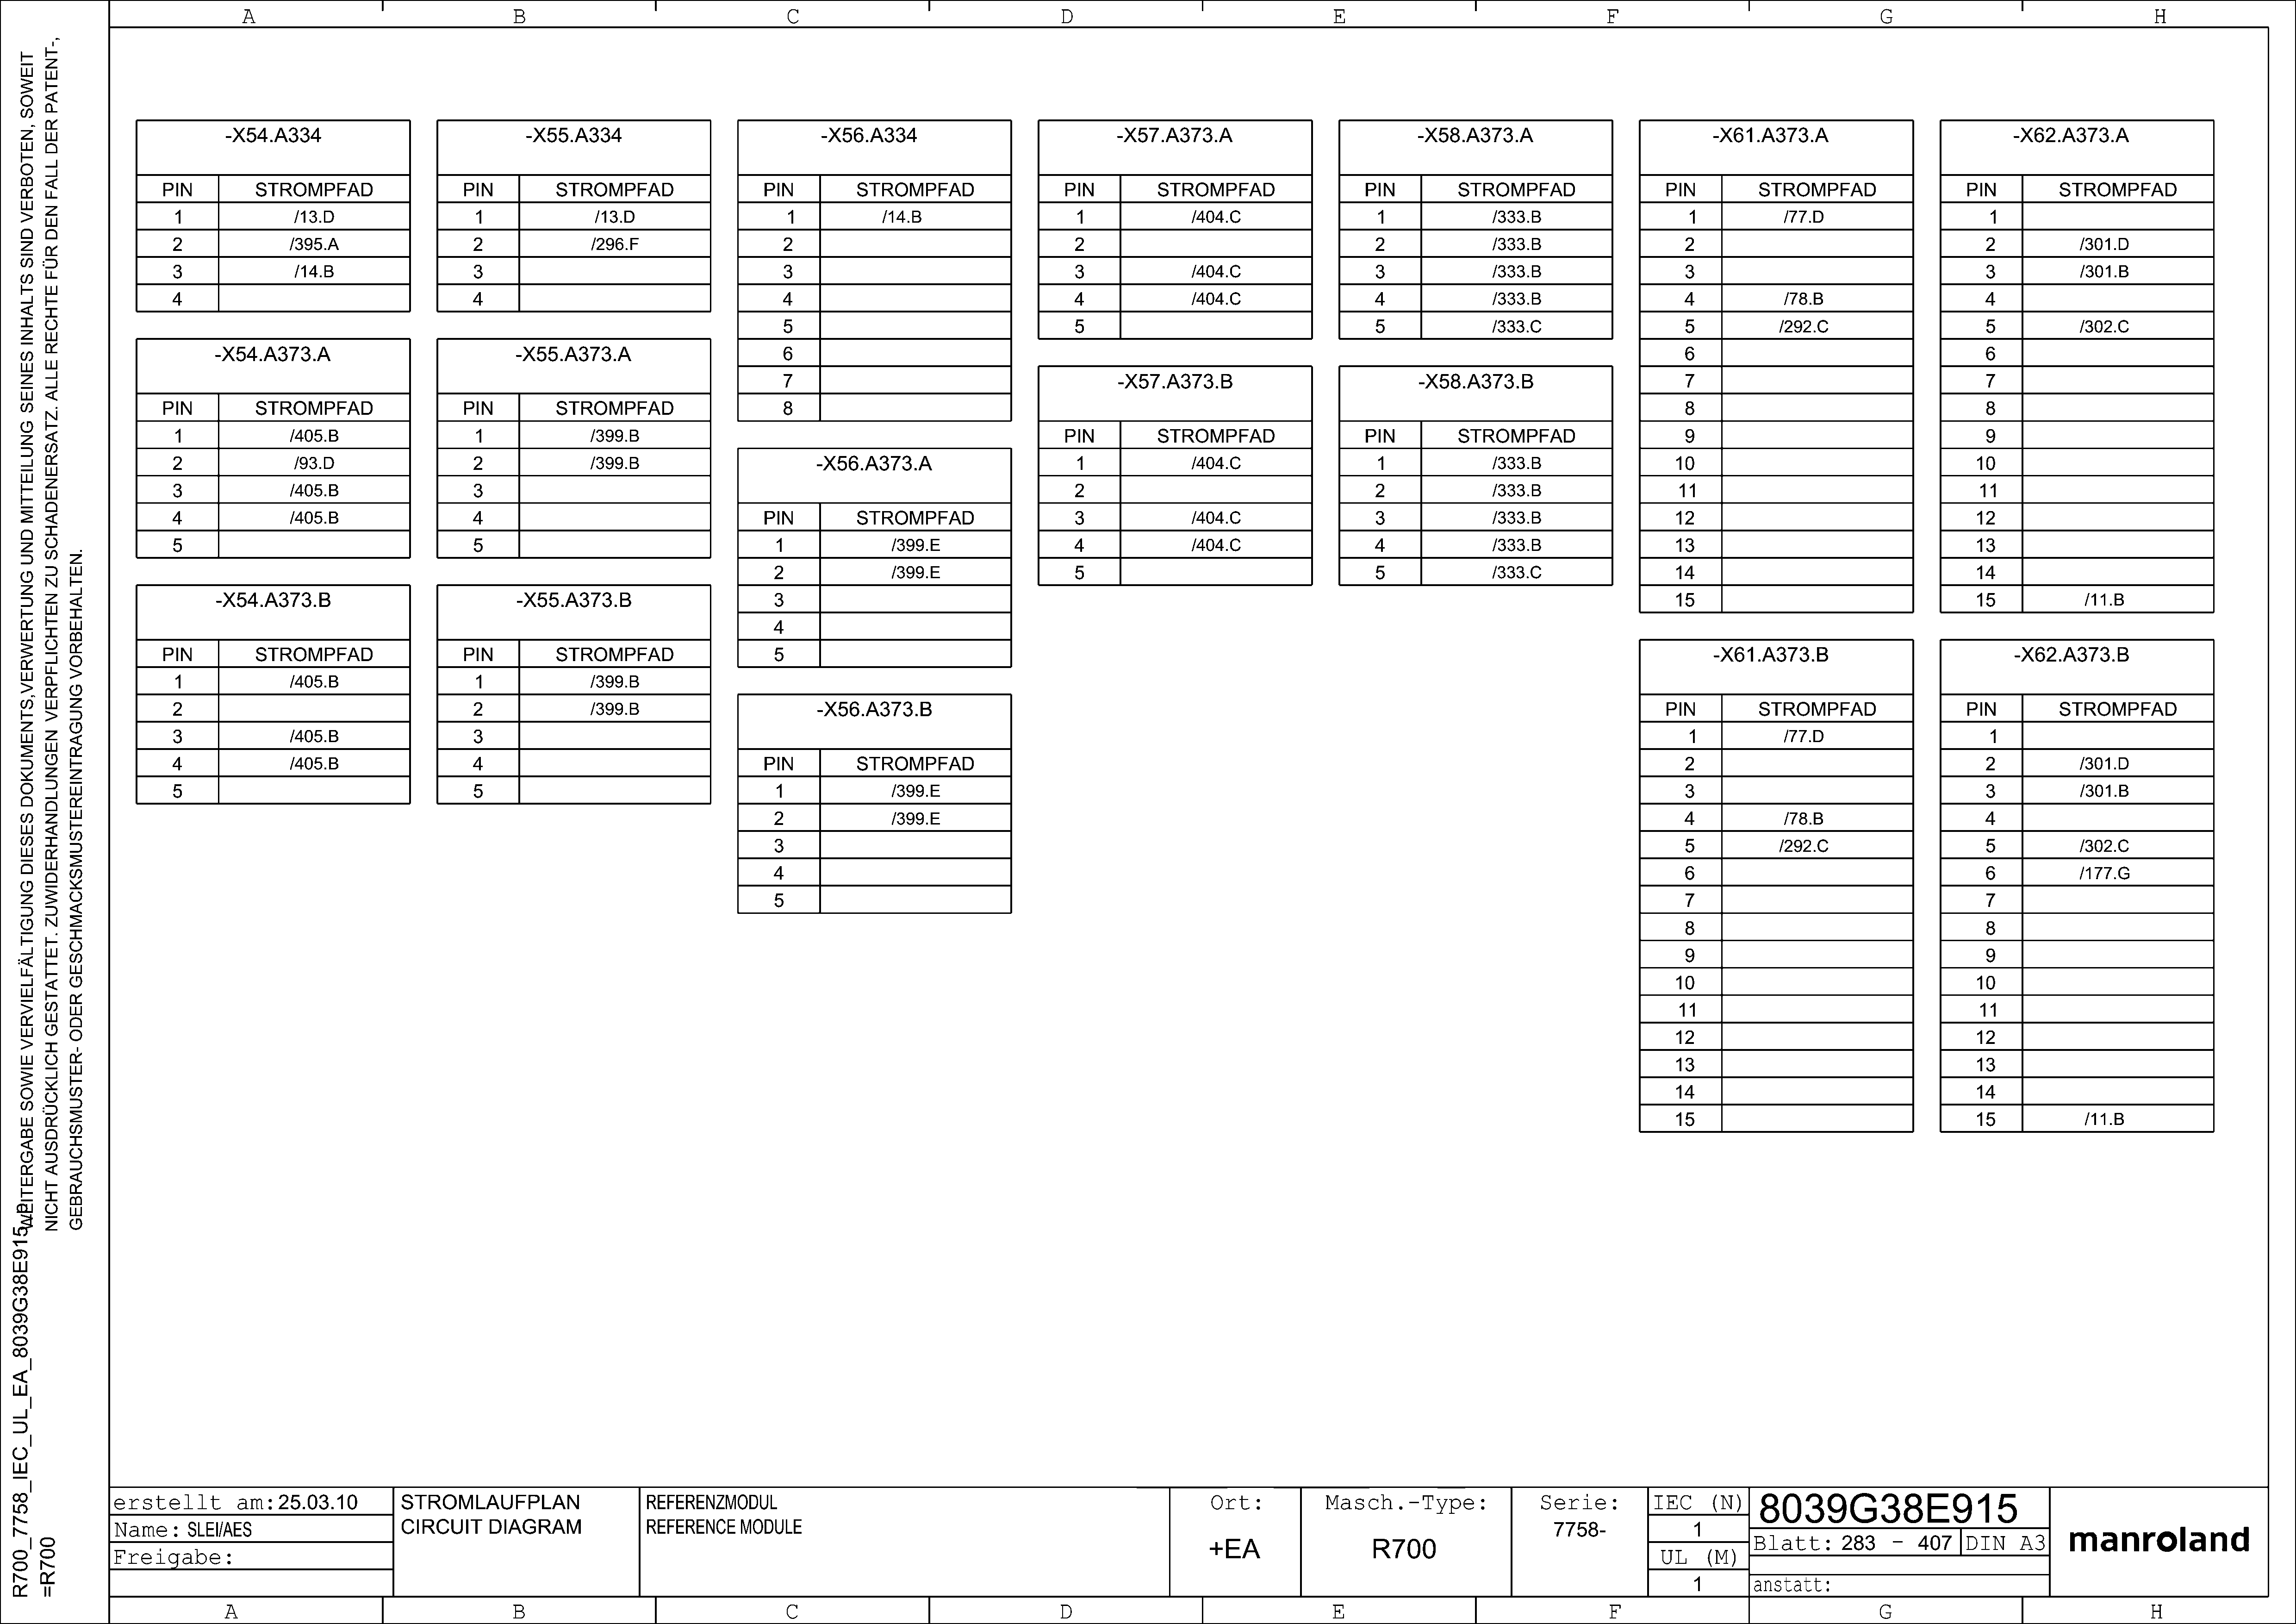 A B C D E F G H
WEITERGABE SOWIE VERVIELFÄLTIGUNG DIESES DOKUMENTS,VERWERTUNG UND MITTEILUNG SEINES INHALTS SIND VERBOTEN, SOWEIT
NICHT AUSDRÜCKLICH GESTATTET. ZUWIDERHANDLUNGEN VERPFLICHTEN ZU SCHADENERSATZ. ALLE RECHTE FÜR DEN FALL DER PATENT-,
GEBRAUCHSMUSTER- ODER GESCHMACKSMUSTEREINTRAGUNG VORBEHALTEN.
-X54.A334
PIN STROMPFAD
1 /13.D
2 /395.A
3 /14.B
4
-X54.A373.A
PIN STROMPFAD
1 /405.B
2 /93.D
3 /405.B
4 /405.B
5
-X54.A373.B
PIN STROMPFAD
1 /405.B
2
3 /405.B
4 /405.B
5
-X55.A334
PIN STROMPFAD
1 /13.D
2 /296.F
3
4
-X55.A373.A
PIN STROMPFAD
1 /399.B
2 /399.B
3
4
5
-X55.A373.B
PIN STROMPFAD
1 /399.B
2 /399.B
3
4
5
-X56.A334
PIN STROMPFAD
1 /14.B
2
3
4
5
6
7
8
-X56.A373.A
PIN STROMPFAD
1 /399.E
2 /399.E
3
4
5
-X56.A373.B
PIN STROMPFAD
1 /399.E
2 /399.E
3
4
5
-X57.A373.A
PIN STROMPFAD
1 /404.C
2
3 /404.C
4 /404.C
5
-X57.A373.B
PIN STROMPFAD
1 /404.C
2
3 /404.C
4 /404.C
5
-X58.A373.A
PIN STROMPFAD
1 /333.B
2 /333.B
3 /333.B
4 /333.B
5 /333.C
-X58.A373.B
PIN STROMPFAD
1 /333.B
2 /333.B
3 /333.B
4 /333.B
5 /333.C
-X61.A373.A
PIN STROMPFAD
1 /77.D
2
3
4 /78.B
5 /292.C
6
7
8
9
10
11
12
13
14
15
-X61.A373.B
PIN STROMPFAD
1 /77.D
2
3
4 /78.B
5 /292.C
6
7
8
9
10
11
12
13
14
15
-X62.A373.A
PIN STROMPFAD
1
2 /301.D
3 /301.B
4
5 /302.C
6
7
8
9
10
11
12
13
14
15 /11.B
-X62.A373.B
PIN STROMPFAD
1
2 /301.D
3 /301.B
4
5 /302.C
6 /177.G
7
8
9
10
11
12
13
14
15 /11.B
=R700
erstellt am: 25.03.10
Name: SLEI/AES
Freigabe:
STROMLAUFPLAN
CIRCUIT DIAGRAM
REFERENZMODUL
REFERENCE MODULE
Ort:
+EA
Masch.-Type:
R700
Serie:
7758-
IEC (N)
1
UL (M)
1
8039G38E915
Blatt: 283 - 407 DIN A3
anstatt:
manroland
A B C D E F G H